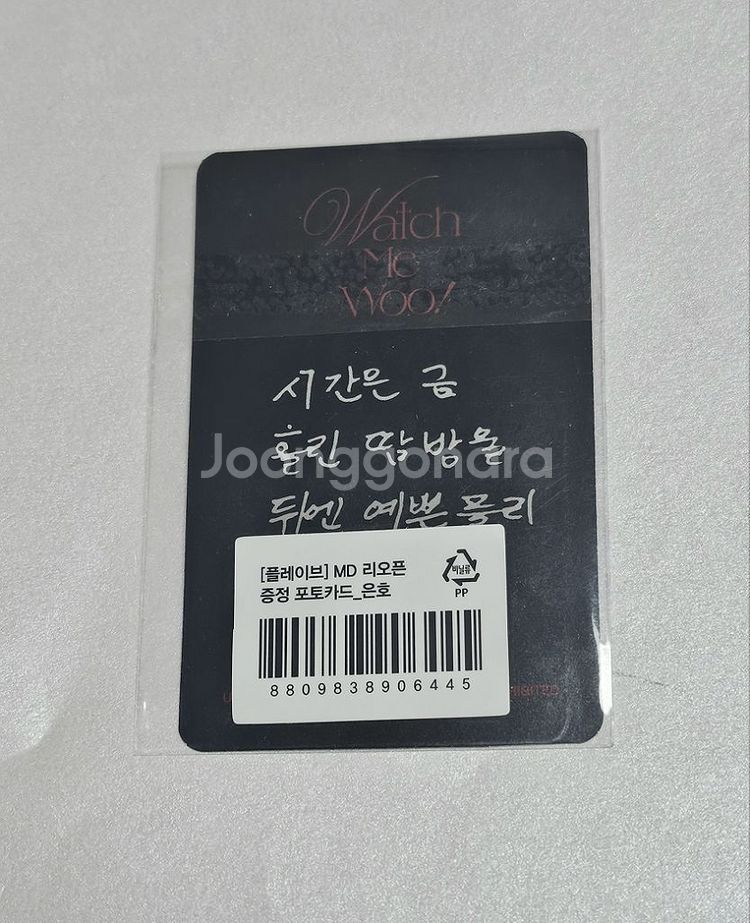 Watch
Me
Woo!
시간은 금
흘린 땀방울
뒤엔 예쁜 물리
Joonggonara
[플레이브] MD 리오픈
증정 포토카드_은호
비닐류
PP
8809838906445